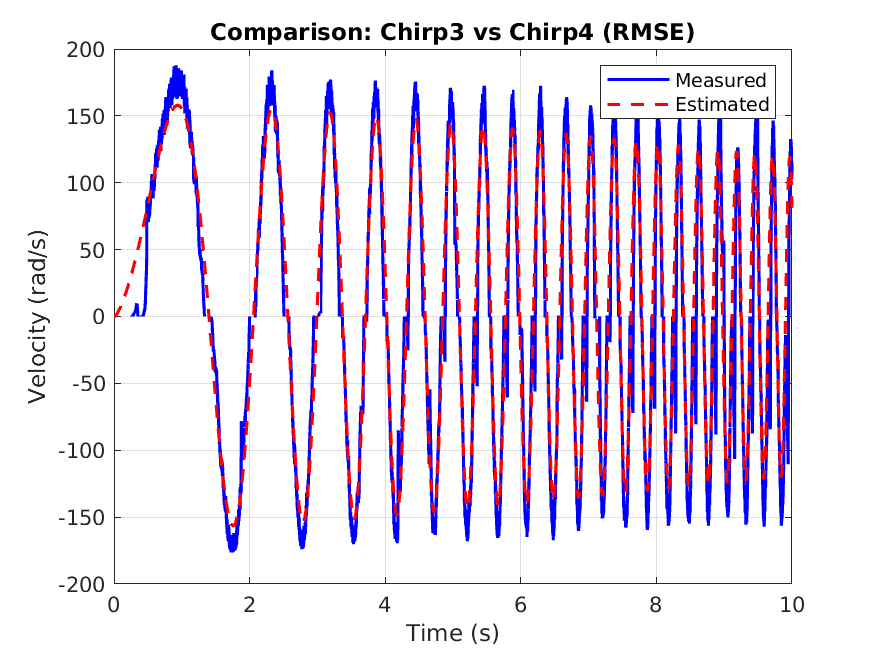 Comparison: Chirp3 vs Chirp4 (RMSE)
Measured
Estimated
200
150
100
50
0
-50
-100
-150
-200
Velocity (rad/s)
0 2 4 6 8 10
Time (s)